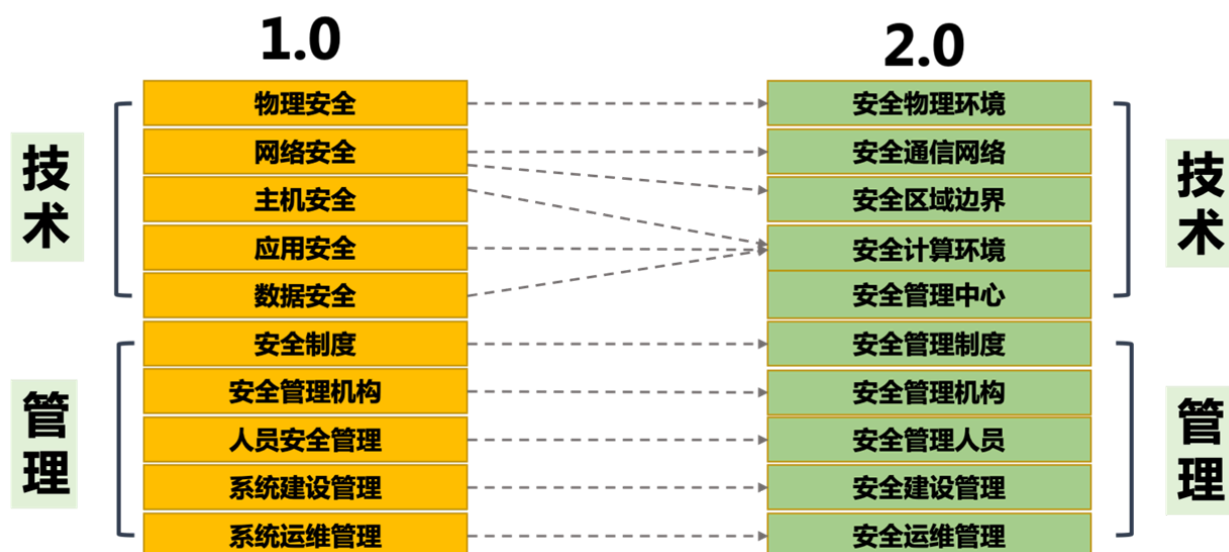 1.0
2.0
技术
物理安全
网络安全
主机安全
应用安全
数据安全
管理
安全制度
安全管理机构
人员安全管理
系统建设管理
系统运维管理
安全物理环境
安全通信网络
安全区域边界
安全计算环境
安全管理中心
技术
安全管理制度
安全管理机构
安全管理人员
安全建设管理
安全运维管理
管理